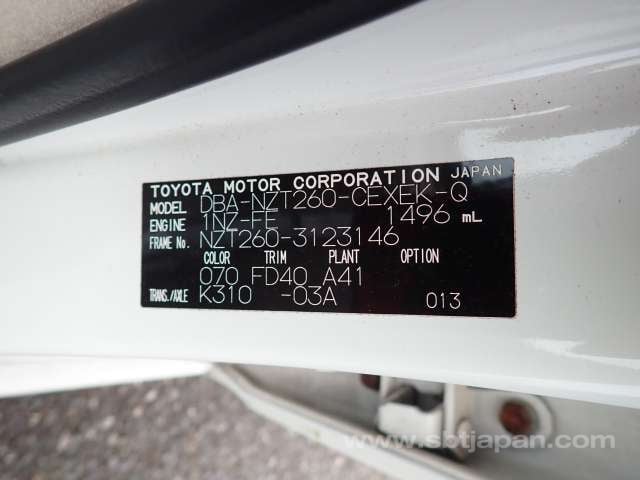 TOYOTA MOTOR CORPORATION JAPAN
MODEL DBA-NZT260-CEXEK-Q
ENGINE 1NZ-FE 1496 mL
FRAME No. NZT260-3123146
COLOR TRIM PLANT OPTION
070 FD40 A41
TRANS./AXLE K310 -03A 013
www.sbtjapan.com